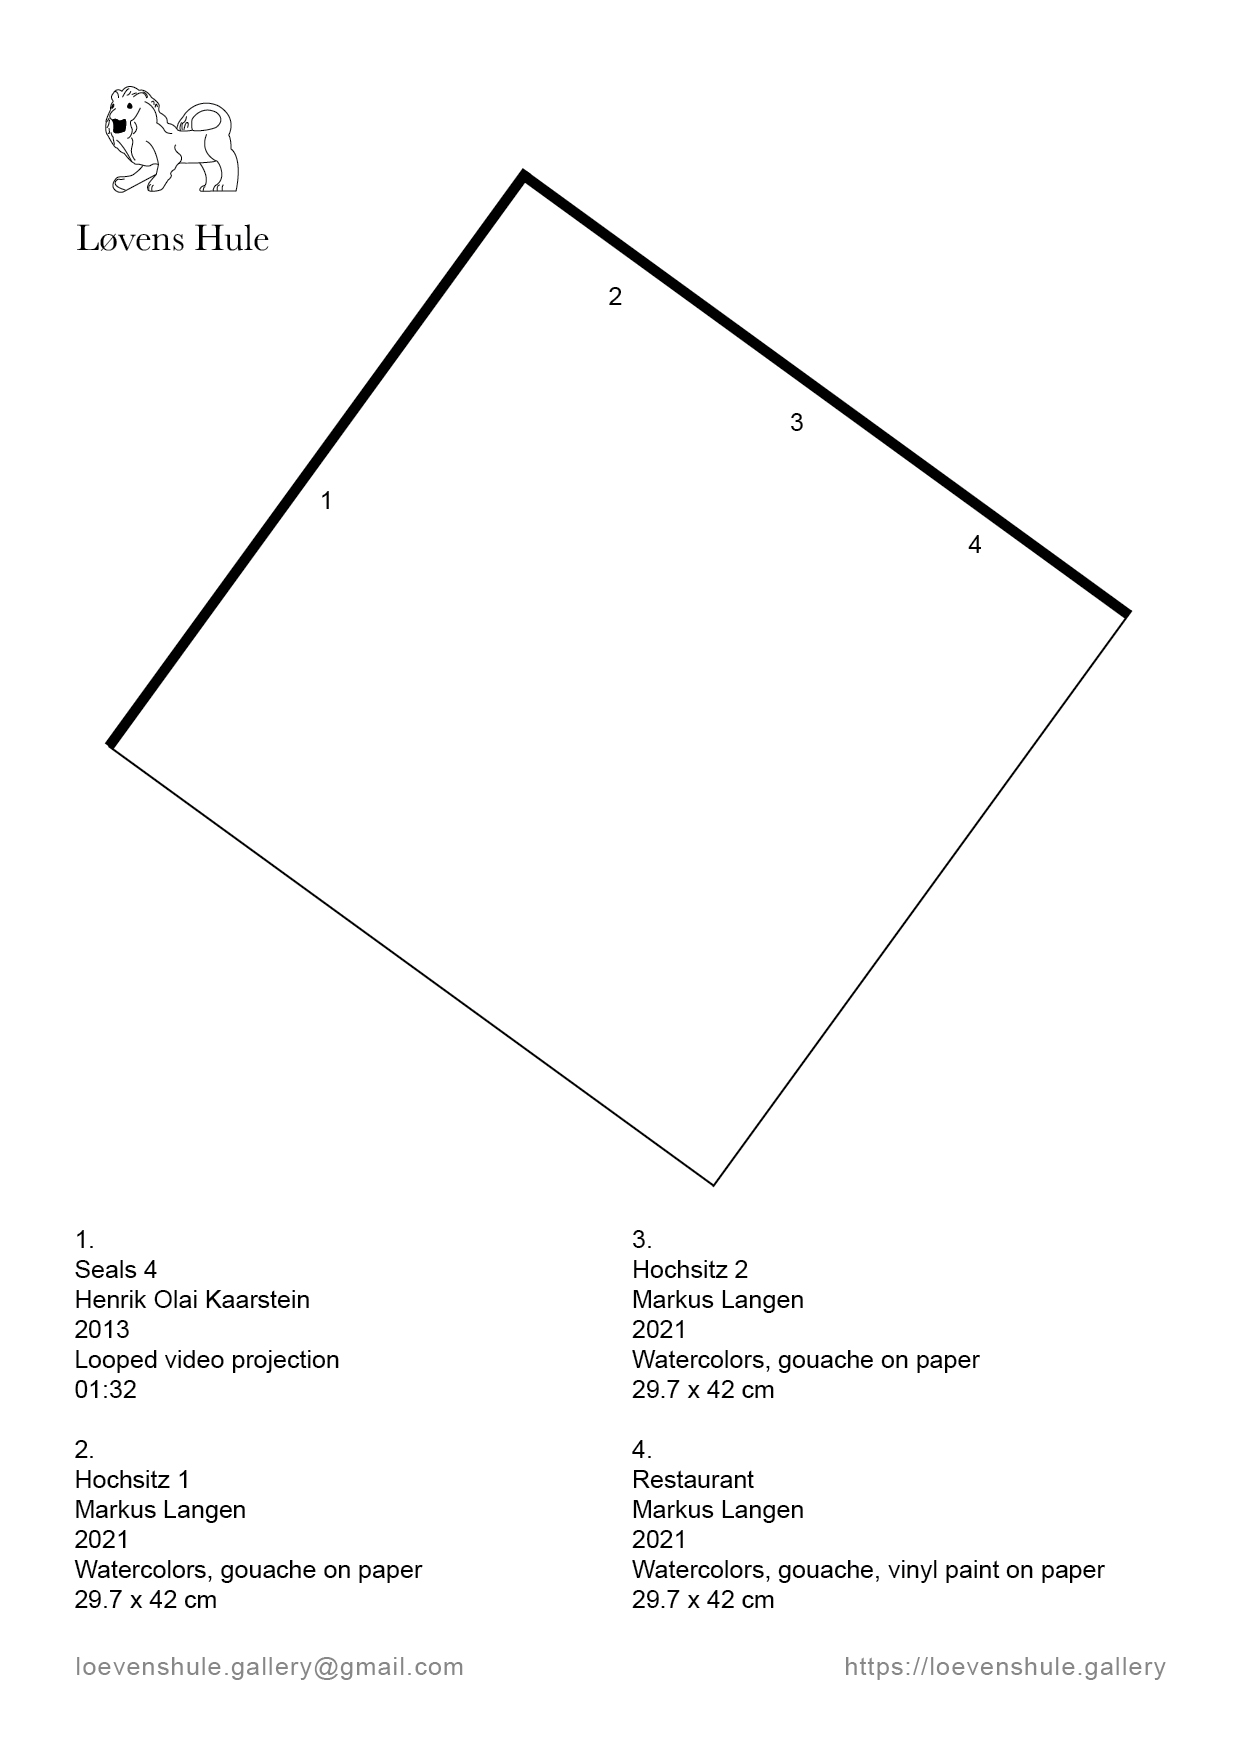 Løvens Hule
2
3
1
4
1.
Seals 4
Henrik Olai Kaarstein
2013
Looped video projection
01:32
2.
Hochsitz 1
Markus Langen
2021
Watercolors, gouache on paper
29.7 x 42 cm
3.
Hochsitz 2
Markus Langen
2021
Watercolors, gouache on paper
29.7 x 42 cm
4.
Restaurant
Markus Langen
2021
Watercolors, gouache, vinyl paint on paper
29.7 x 42 cm
loevenshule.gallery@gmail.com
https://loevenshule.gallery